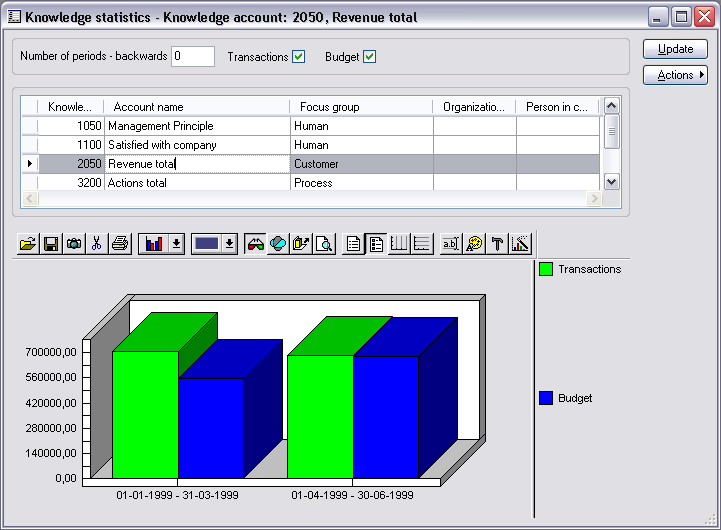 Knowledge statistics - Knowledge account: 2050, Revenue total
Number of periods - backwards 0 Transactions Budget
Update
Actions
Knowle... Account name Focus group Organizatio... Person in c...
1050 Management Principle Human
1100 Satisfied with company Human
2050 Revenue total Customer
3200 Actions total Process
a.b
Transactions
Budget
700000,00
560000,00
420000,00
280000,00
140000,00
0,00
01-01-1999 - 31-03-1999 01-04-1999 - 30-06-1999